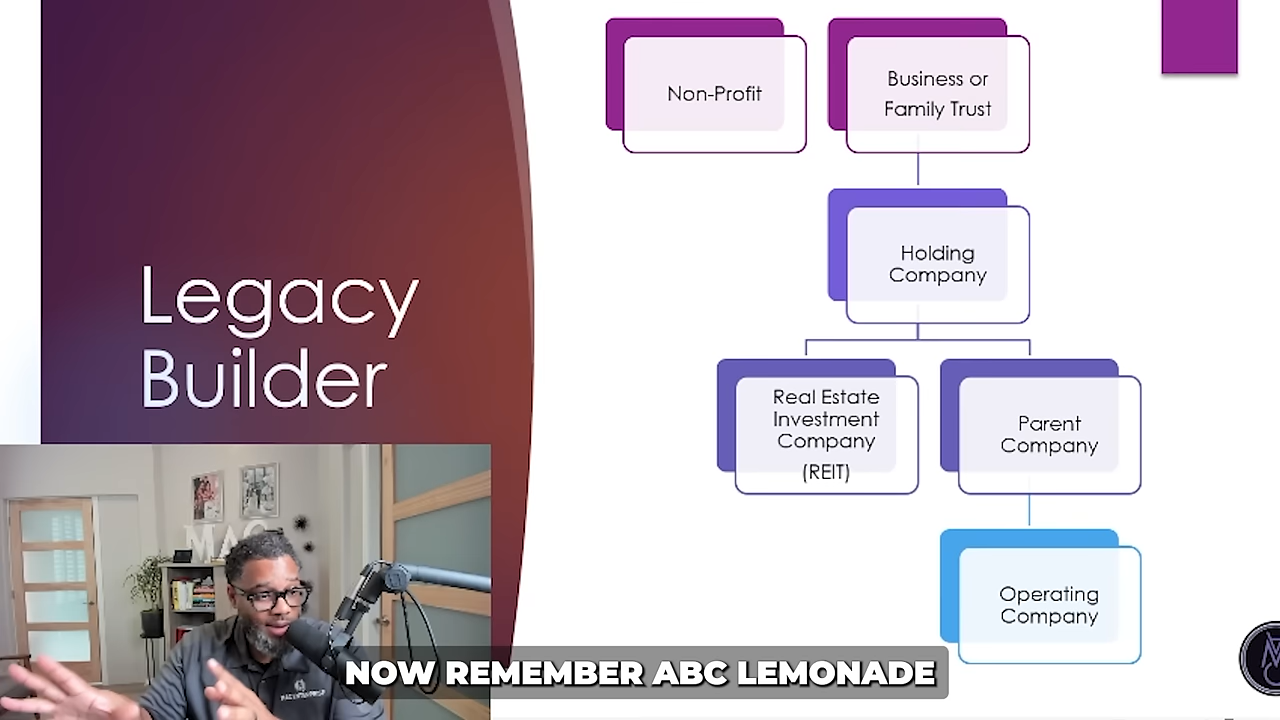 Legacy
Builder
Non-Profit
Business or
Family Trust
Holding
Company
Real Estate
Investment
Company
(REIT)
Parent
Company
Operating
Company
MAC
NOW REMEMBER ABC LEMONADE